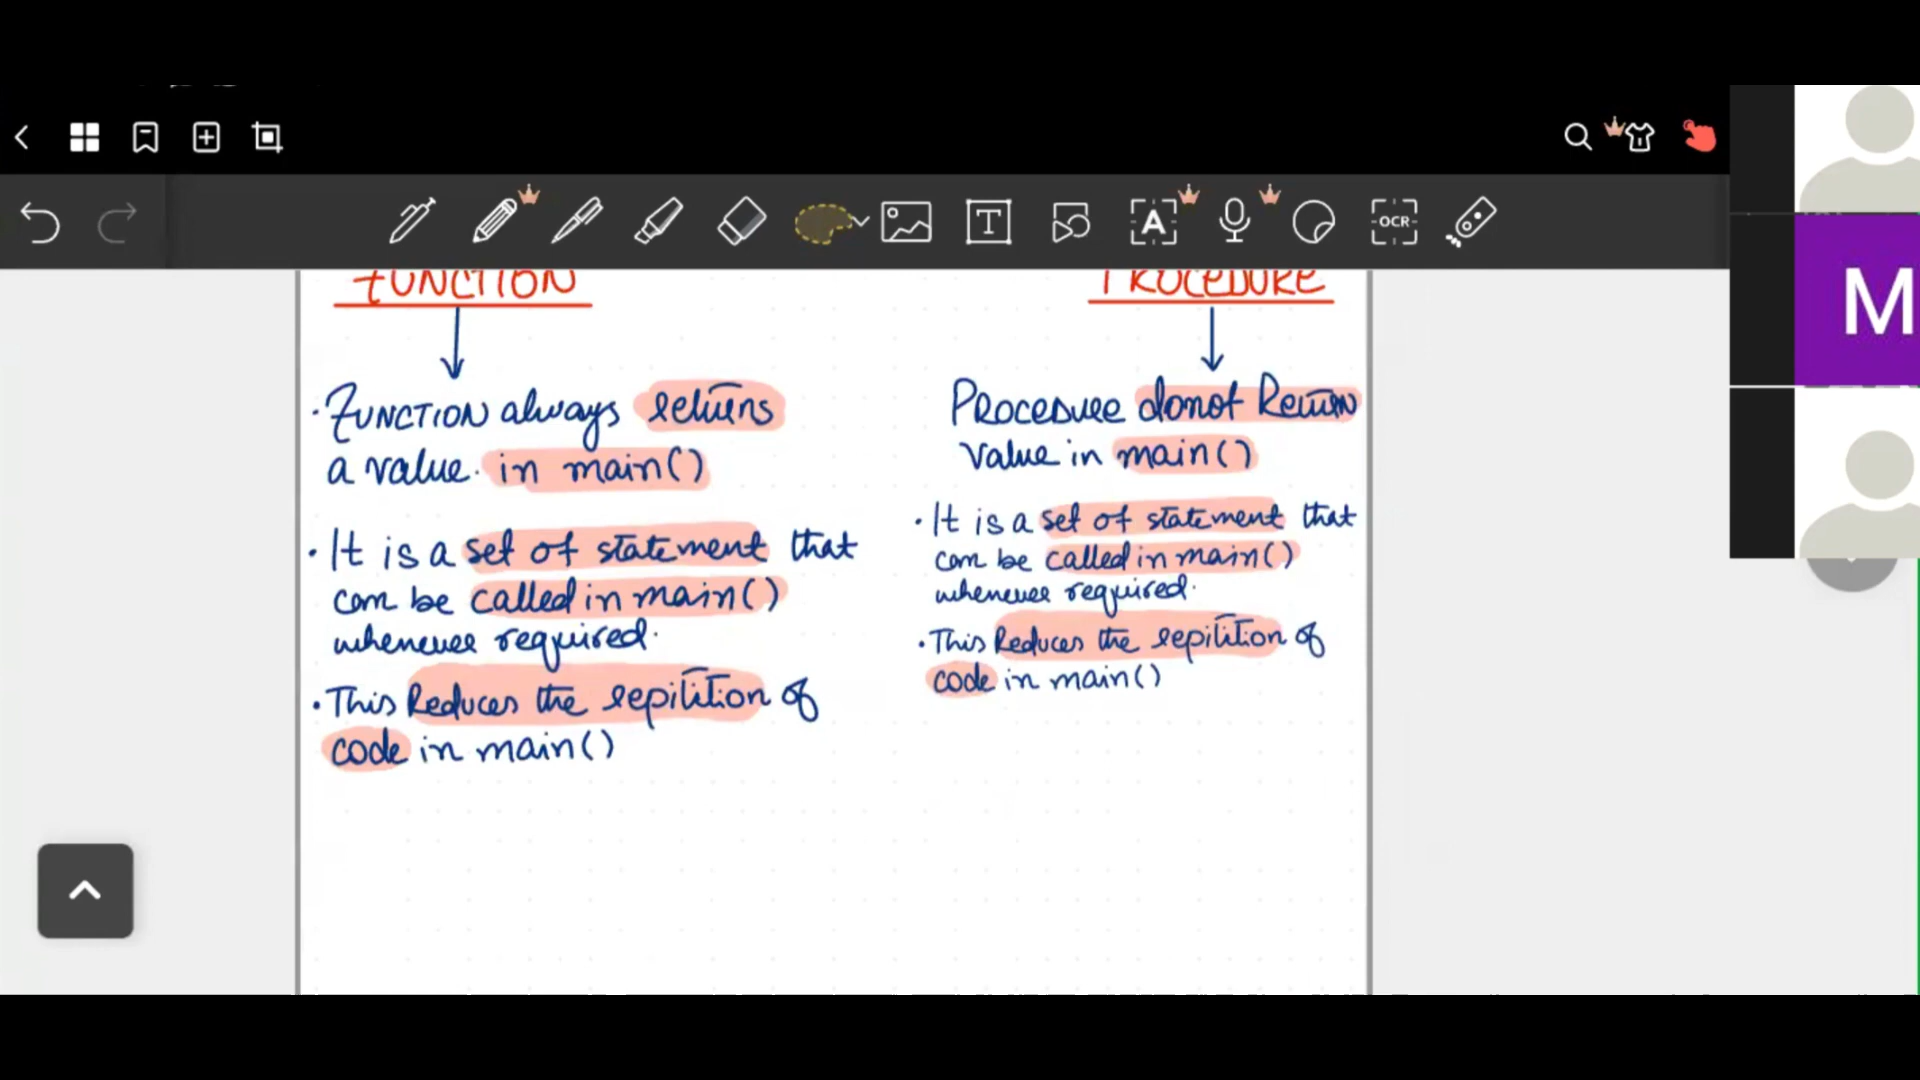 FUNCTION
· FUNCTION always returns
a value. in main()
· It is a set of statement that
can be called in main()
whenever required.
· This Reduces the repitition of
code in main()
PROCEDURE
PROCEDURE donot Return
value in main()
· It is a set of statement that
can be called in main()
whenever required.
· This Reduces the repitition of
code in main()
T
A
OCR
M